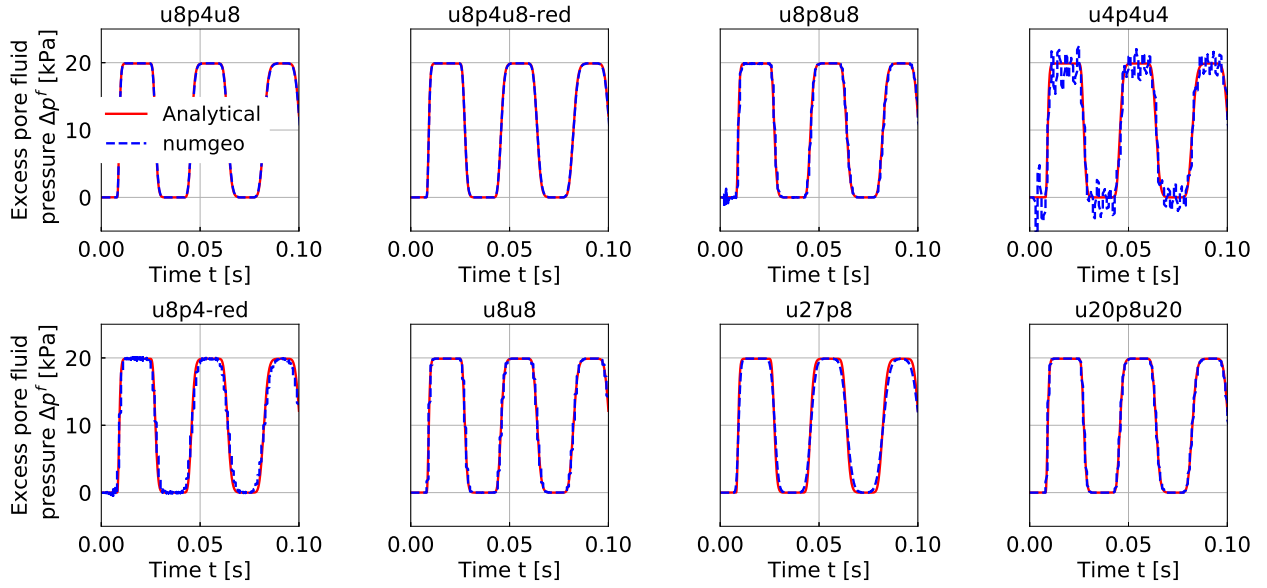 u8p4u8
u8p4u8-red
u8p8u8
u4p4u4
Excess pore fluid
pressure Δp^f [kPa]
20
10
0
Analytical
numgeo
0.00 0.05 0.10
0.00 0.05 0.10
0.00 0.05 0.10
0.00 0.05 0.10
Time t [s]
Time t [s]
Time t [s]
Time t [s]
u8p4-red
u8u8
u27p8
u20p8u20
Excess pore fluid
pressure Δp^f [kPa]
20
10
0
0.00 0.05 0.10
0.00 0.05 0.10
0.00 0.05 0.10
0.00 0.05 0.10
Time t [s]
Time t [s]
Time t [s]
Time t [s]